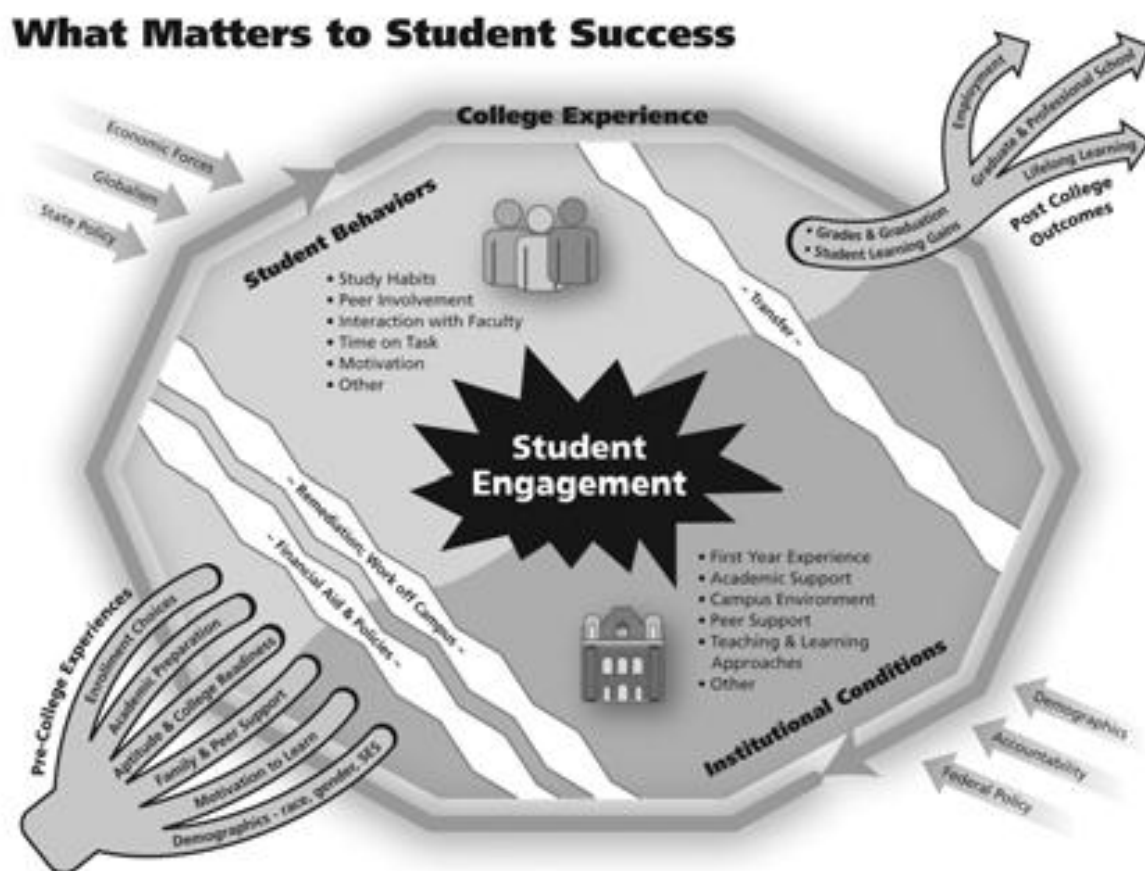 What Matters to Student Success
College Experience
Economic Forces
Globalism
State Policy
Student Behaviors
• Study Habits
• Peer Involvement
• Interaction with Faculty
• Time on Task
• Motivation
• Other
Employment
Graduate & Professional School
Lifelong Learning
• Grades & Graduation
• Student Learning Gains
Post College
Outcomes
~ Transfer ~
Student
Engagement
~ Remediation; Work off Campus ~
~ Financial Aid & Policies ~
• First Year Experience
• Academic Support
• Campus Environment
• Peer Support
• Teaching & Learning
Approaches
• Other
Institutional Conditions
Pre-College Experiences
Enrollment Choices
Academic Preparation
Aptitude & College Readiness
Family & Peer Support
Motivation to Learn
Demographics - race, gender, SES
Demographics
Accountability
Federal Policy